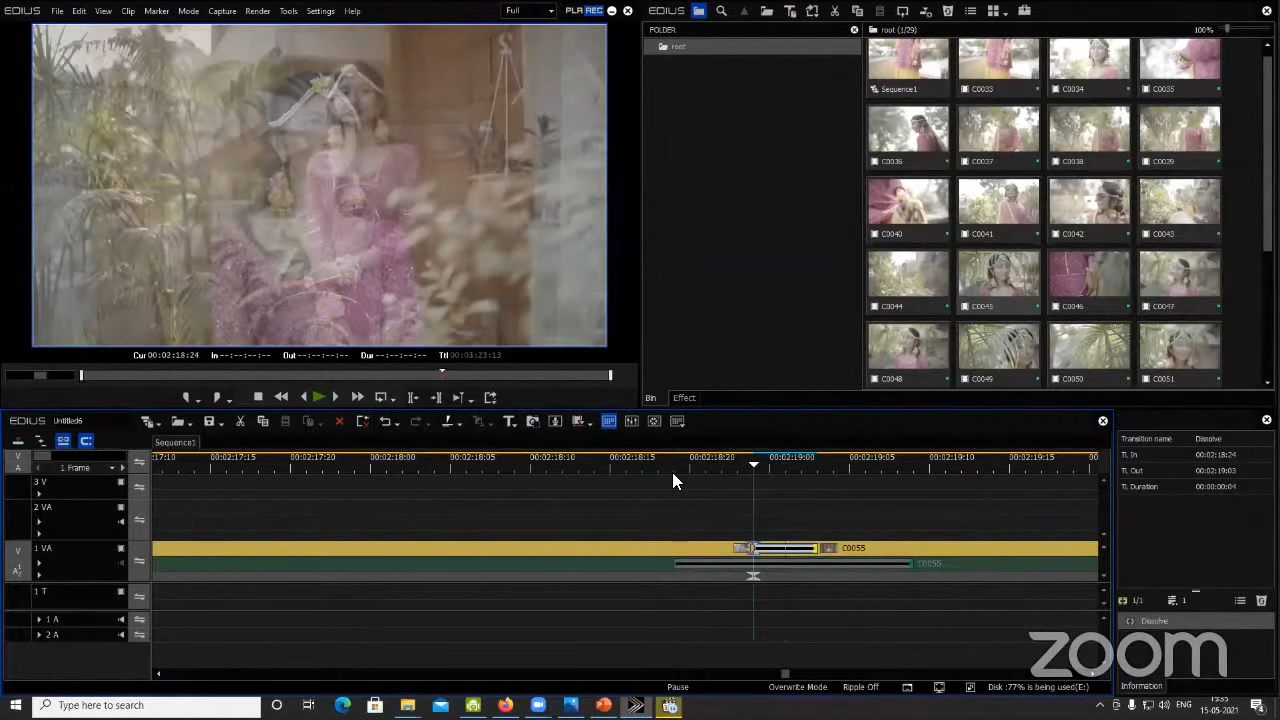 EDIUS File Edit View Clip Marker Mode Capture Render Tools Settings Help
Full
PLR REC
EDIUS
FOLDER
root
root (1/29)
100%
Sequence1 C0033 C0034 C0035
C0036 C0037 C0038 C0039
C0040 C0041 C0042 C0043
C0044 C0045 C0046 C0047
C0048 C0049 C0050 C0051
Cur 00:02:18:24 In --:--:--:-- Out --:--:--:-- Dur --:--:--:-- Ttl 00:03:23:13
Bin Effect
EDIUS Untitled6
Sequence1
V
A
1 Frame
:17:10 00:02:17:15 00:02:17:20 00:02:18:00 00:02:18:05 00:02:18:10 00:02:18:15 00:02:18:20 00:02:19:00 00:02:19:05 00:02:19:10 00:02:19:15 00
3 V
2 VA
V
1 VA
C0055
C0055
1 T
1 A
2 A
Transition name Dissolve
TL In 00:02:18:24
TL Out 00:02:19:03
TL Duration 00:00:00:04
1/1 1
Dissolve
zoom
Pause Overwrite Mode Ripple Off Disk :77% is being used(E:)
Information
Type here to search
ENG
15:35
15-05-2021
4